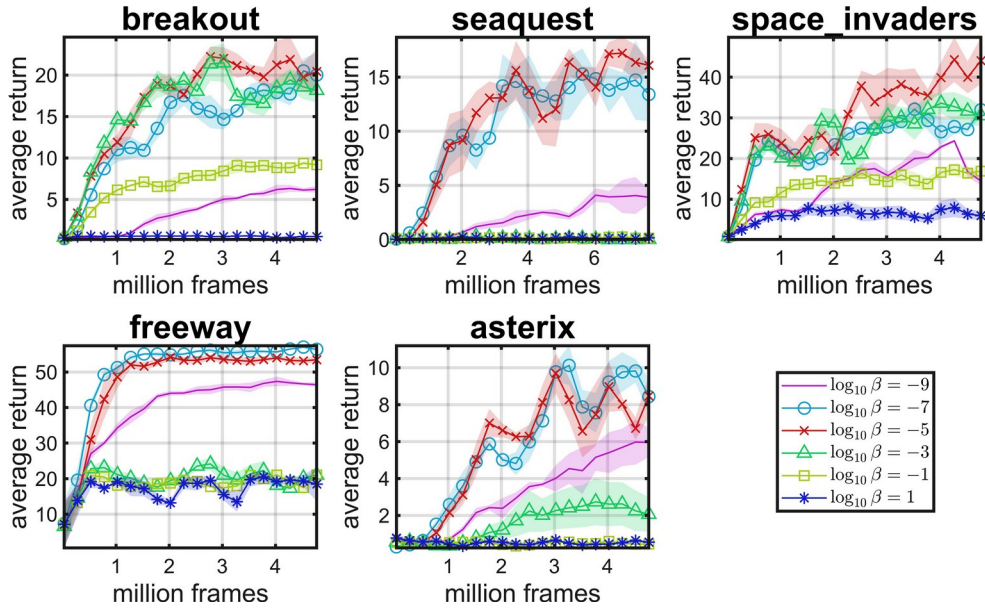 breakout
average return
20
15
10
5
1
2
3
4
million frames
seaquest
average return
15
10
5
0
2
4
6
million frames
space_invaders
average return
40
30
20
10
1
2
3
4
million frames
freeway
average return
50
40
30
20
10
1
2
3
4
million frames
asterix
average return
10
8
6
4
2
1
2
3
4
million frames
log₁₀ β = −9
log₁₀ β = −7
log₁₀ β = −5
log₁₀ β = −3
log₁₀ β = −1
log₁₀ β = 1